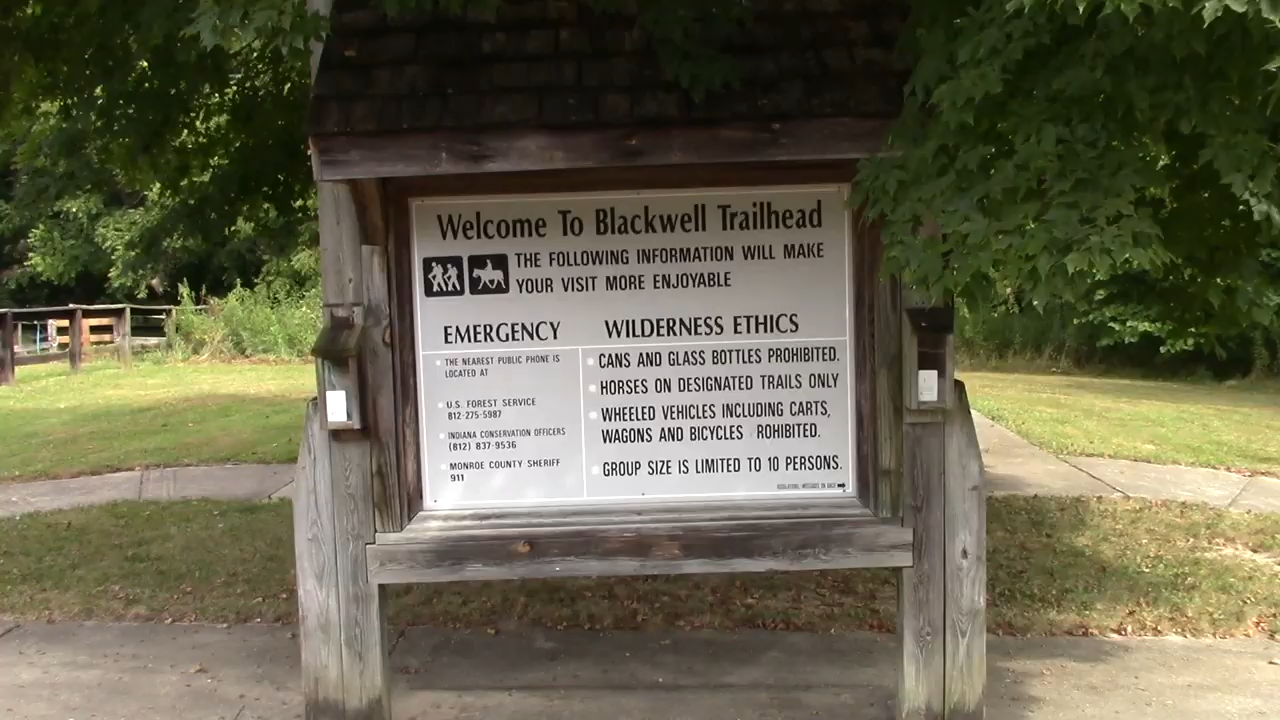 Welcome To Blackwell Trailhead
THE FOLLOWING INFORMATION WILL MAKE
YOUR VISIT MORE ENJOYABLE
EMERGENCY
THE NEAREST PUBLIC PHONE IS
LOCATED AT
U.S. FOREST SERVICE
812-275-5987
INDIANA CONSERVATION OFFICERS
(812) 837-9536
MONROE COUNTY SHERIFF
911
WILDERNESS ETHICS
CANS AND GLASS BOTTLES PROHIBITED.
HORSES ON DESIGNATED TRAILS ONLY
WHEELED VEHICLES INCLUDING CARTS,
WAGONS AND BICYCLES ROHIBITED.
GROUP SIZE IS LIMITED TO 10 PERSONS.